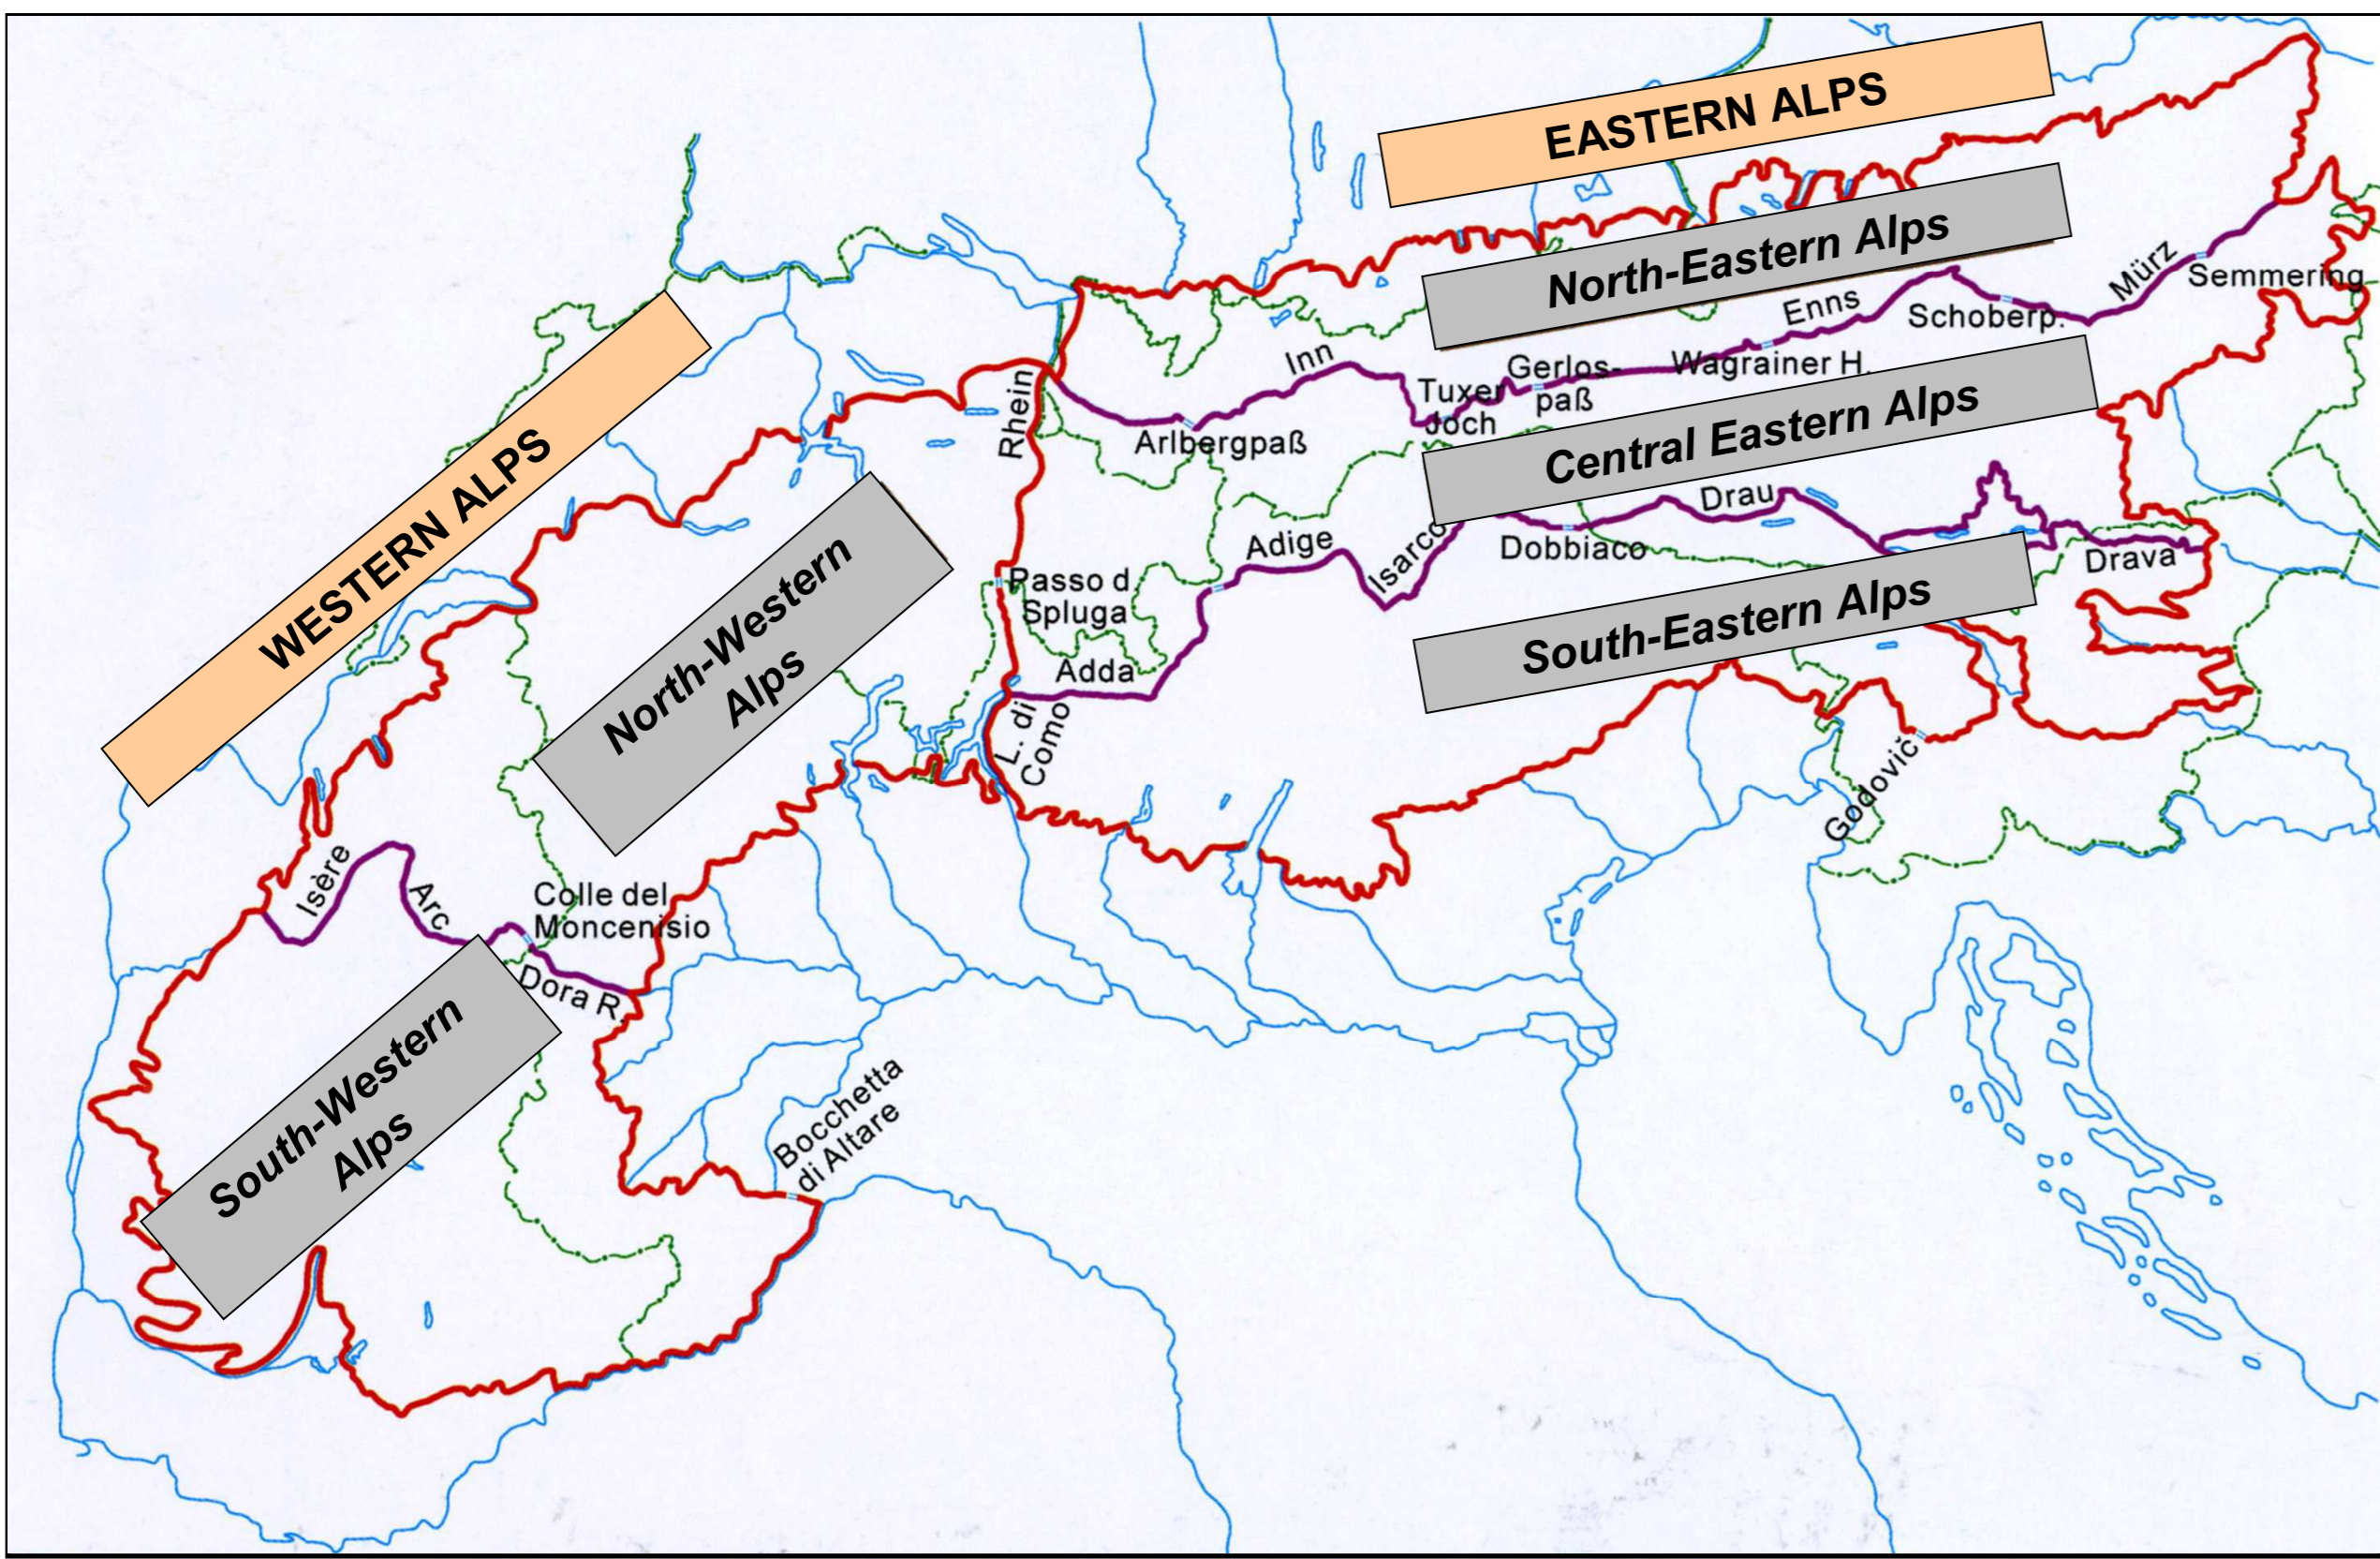 EASTERN ALPS
North-Eastern Alps
Mürz
Semmering
Enns
Schoberp.
Inn
Gerlos-
paß
Wagrainer H.
Tuxer
Joch
Rhein
Arlbergpaß
Central Eastern Alps
WESTERN ALPS
Drau
Adige
Isarco
Dobbiaco
Drava
Passo d.
Spluga
South-Eastern Alps
North-Western
Alps
Adda
L. di
Como
Godovič
Isère
Arc
Colle del
Moncenisio
Dora R.
South-Western
Alps
Bocchetta
di Altare